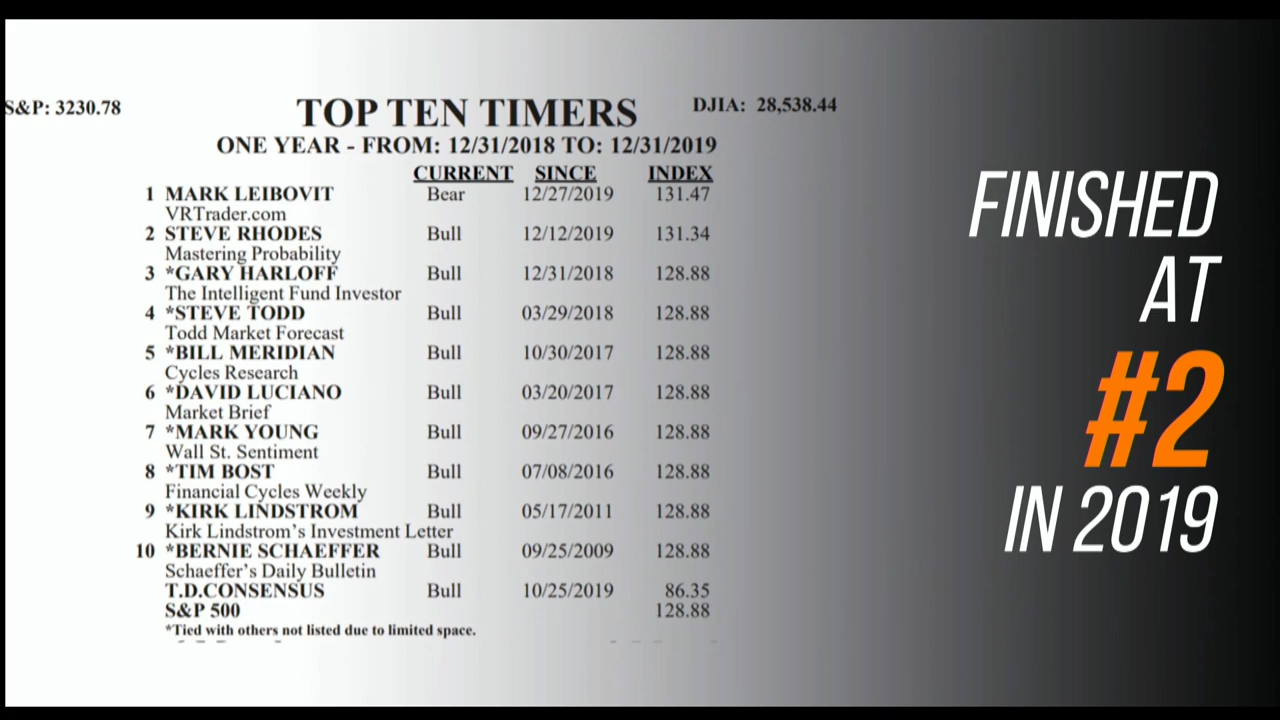 S&P: 3230.78
TOP TEN TIMERS
DJIA: 28,538.44
ONE YEAR - FROM: 12/31/2018 TO: 12/31/2019
CURRENT SINCE INDEX
1 MARK LEIBOVIT Bear 12/27/2019 131.47
VRTrader.com
2 STEVE RHODES Bull 12/12/2019 131.34
Mastering Probability
3 *GARY HARLOFF Bull 12/31/2018 128.88
The Intelligent Fund Investor
4 *STEVE TODD Bull 03/29/2018 128.88
Todd Market Forecast
5 *BILL MERIDIAN Bull 10/30/2017 128.88
Cycles Research
6 *DAVID LUCIANO Bull 03/20/2017 128.88
Market Brief
7 *MARK YOUNG Bull 09/27/2016 128.88
Wall St. Sentiment
8 *TIM BOST Bull 07/08/2016 128.88
Financial Cycles Weekly
9 *KIRK LINDSTROM Bull 05/17/2011 128.88
Kirk Lindstrom's Investment Letter
10 *BERNIE SCHAEFFER Bull 09/25/2009 128.88
Schaeffer's Daily Bulletin
T.D.CONSENSUS Bull 10/25/2019 86.35
S&P 500 128.88
*Tied with others not listed due to limited space.
FINISHED
AT
#2
IN 2019